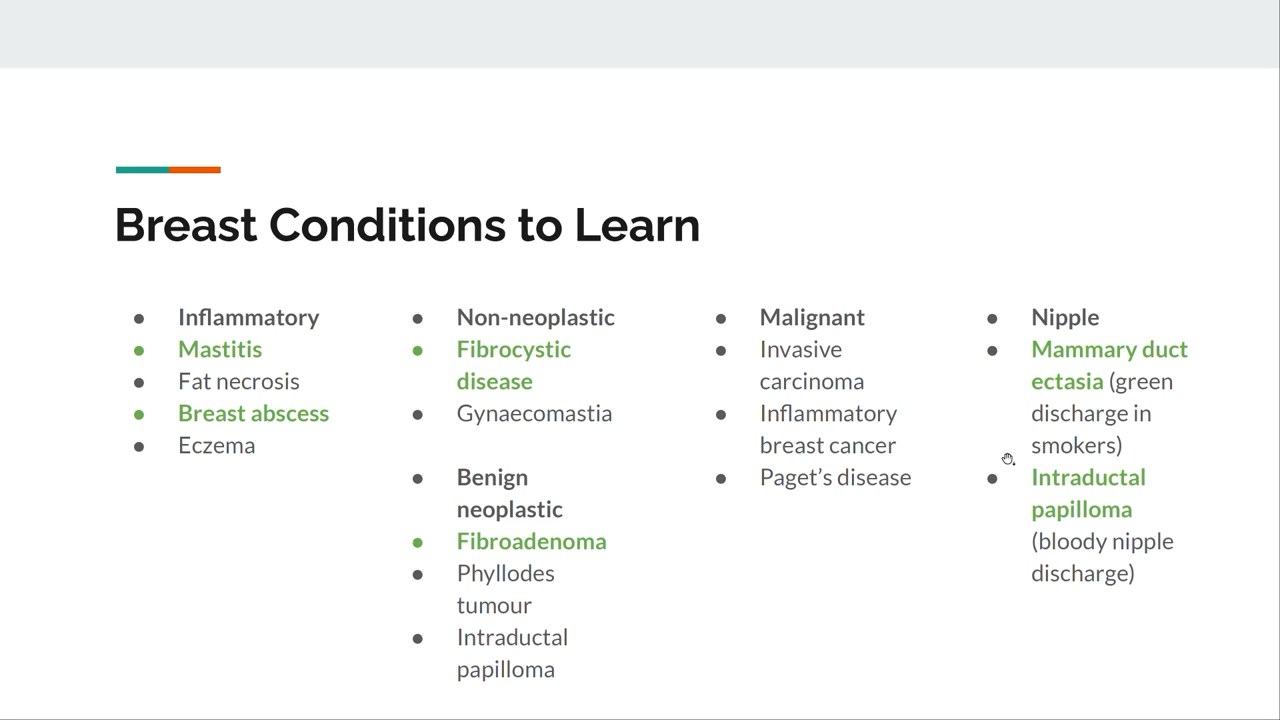 Breast Conditions to Learn
● Inflammatory
● Mastitis
● Fat necrosis
● Breast abscess
● Eczema
● Non-neoplastic
● Fibrocystic
disease
● Gynaecomastia
● Benign
neoplastic
● Fibroadenoma
● Phyllodes
tumour
● Intraductal
papilloma
● Malignant
● Invasive
carcinoma
● Inflammatory
breast cancer
● Paget’s disease
● Nipple
● Mammary duct
ectasia (green
discharge in
smokers)
● Intraductal
papilloma
(bloody nipple
discharge)